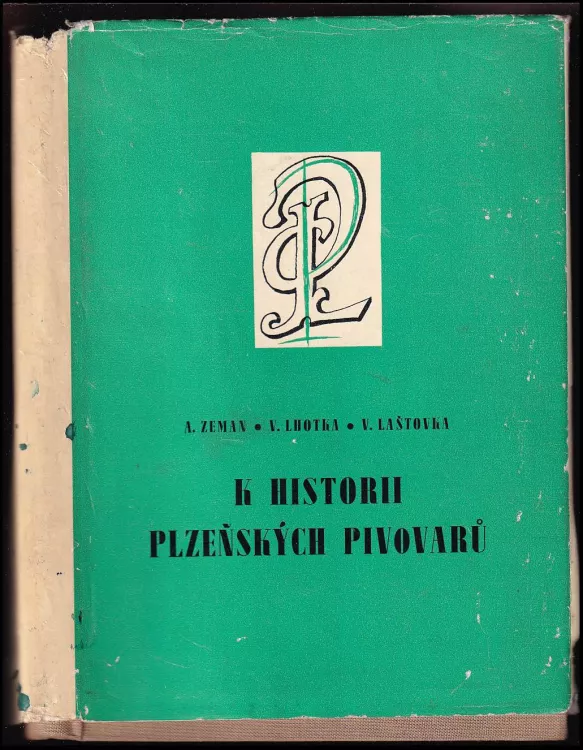 A. ZEMAN • V. LHOTKA • V. LAŠTOVKA
K HISTORII
PLZEŇSKÝCH PIVOVARŮ